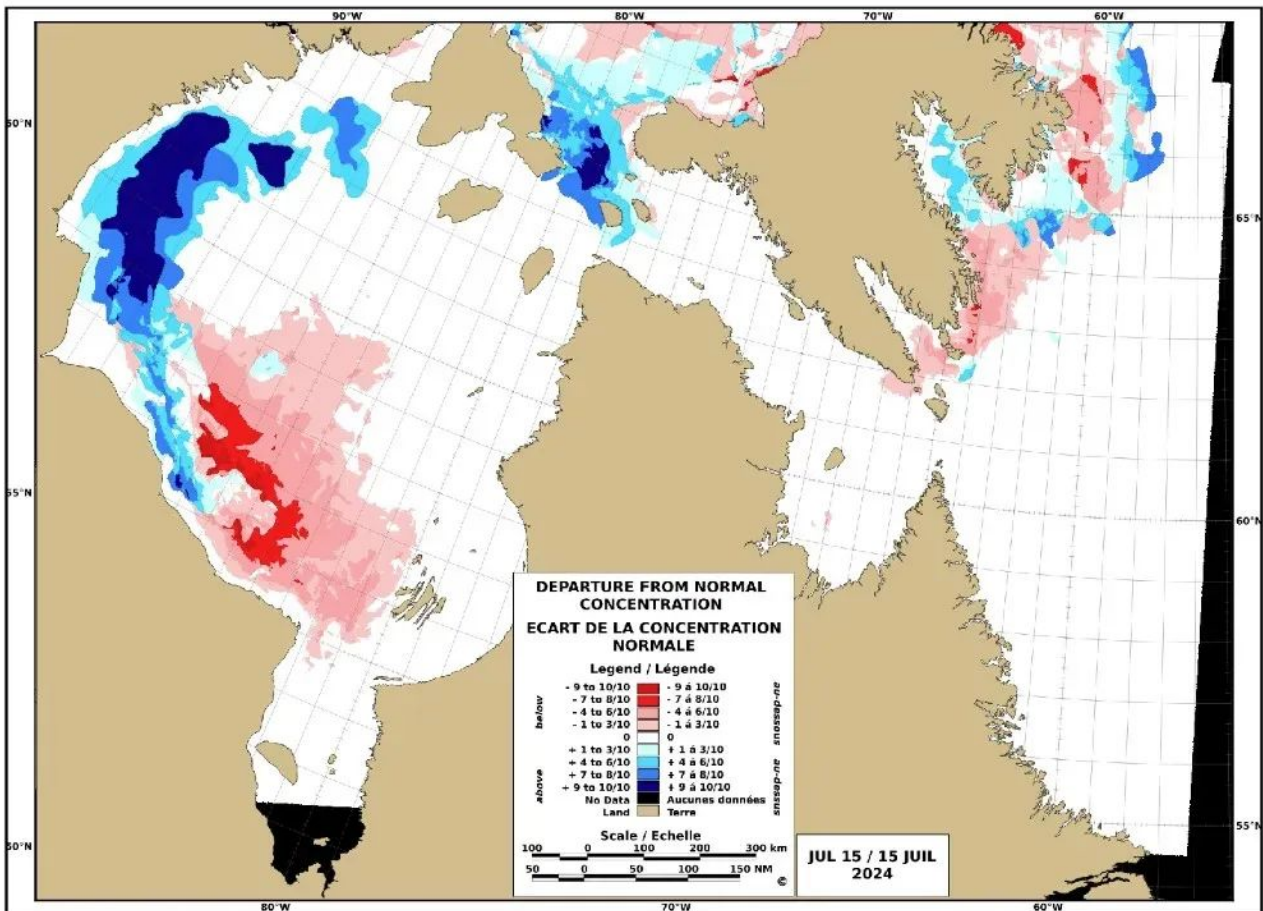 90°W 80°W 70°W 60°W
60°N
65°N
55°N
60°N
DEPARTURE FROM NORMAL
CONCENTRATION
ECART DE LA CONCENTRATION
NORMALE
Legend / Légende
below
- 9 to 10/10 - 9 á 10/10
- 7 to 8/10 - 7 á 8/10
- 4 to 6/10 - 4 á 6/10
- 1 to 3/10 - 1 á 3/10
au-dessous
0 0
above
+ 1 to 3/10 + 1 á 3/10
+ 4 to 6/10 + 4 á 6/10
+ 7 to 8/10 + 7 á 8/10
+ 9 to 10/10 + 9 á 10/10
au-dessus
No Data Aucunes données
Land Terre
Scale / Echelle
100 0 100 200 300 km
50 0 50 100 150 NM
©
JUL 15 / 15 JUIL
2024
55°N
50°N
80°W 70°W 60°W